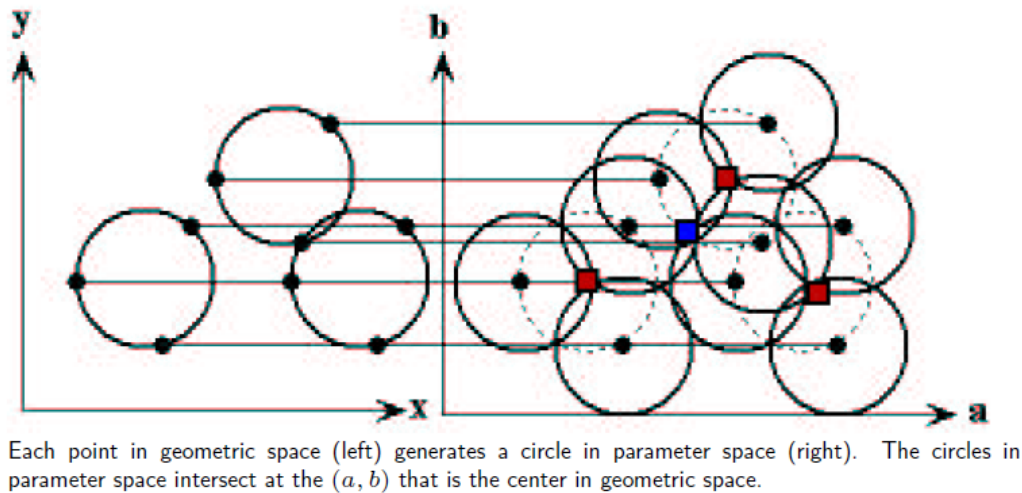 y
b
x
a
Each point in geometric space (left) generates a circle in parameter space (right). The circles in
parameter space intersect at the (a, b) that is the center in geometric space.